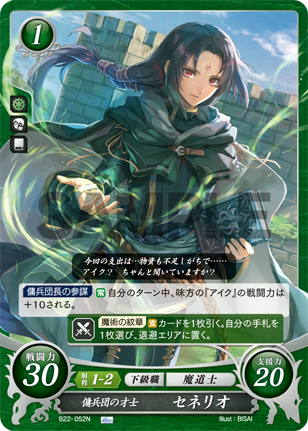 1
SAMPLE
今回の支出は…物資も不足しがちで……
アイク？ ちゃんと聞いていますか？
傭兵団長の参謀 常 自分のターン中、味方の『アイク』の戦闘力は
＋10される。
魔術の紋章 支 カードを1枚引く。自分の手札を
1枚選び、退避エリアに置く。
戦闘力 30
射程 1-2 下級職 魔道士
支援力 20
傭兵団の才士 セネリオ
B22-052N
Illust：BISAI